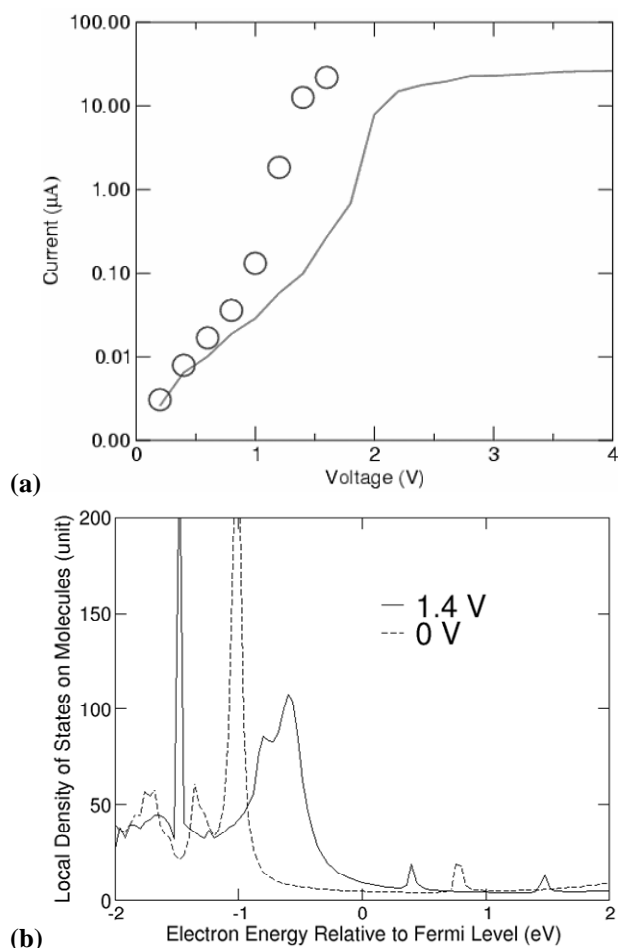 100.00
10.00
1.00
0.10
0.01
0.00
Current (μA)
0 1 2 3 4
Voltage (V)
(a)
200
150
100
50
0
Local Density of States on Molecules (unit)
1.4 V
0 V
-2 -1 0 1 2
Electron Energy Relative to Fermi Level (eV)
(b)